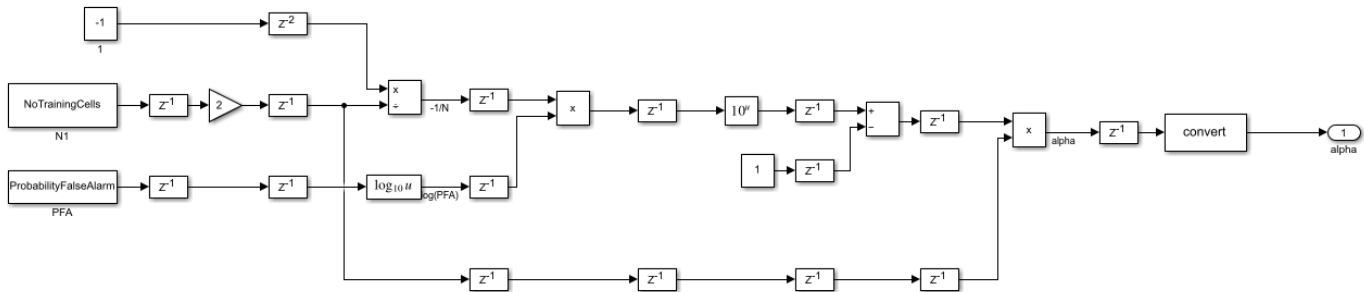 -1
Z-2
1
NoTrainingCells
Z-1
2
Z-1
x
÷
-1/N
Z-1
x
Z-1
10u
Z-1
+
−
Z-1
x
alpha
Z-1
convert
1
alpha
N1
1
Z-1
ProbabilityFalseAlarm
Z-1
Z-1
log10 u
og(PFA)
Z-1
PFA
Z-1
Z-1
Z-1
Z-1